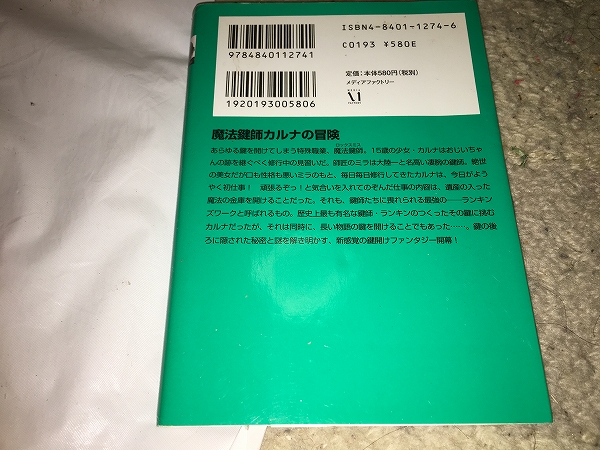 ISBN4-8401-1274-6
C0193 ¥580E
9784840112741
定価:本体580円(税別)
メディアファクトリー
MEDIA
FACTORY
1920193005806
魔法鍵師カルナの冒険
ロックスミス
あらゆる鍵を開けてしまう特殊職業、魔法鍵師。15歳の少女・カルナはおじいちゃ
んの跡を継ぐべく修行中の見習いだ。師匠のミラは大陸一と名高い凄腕の鍵師。絶世
の美女だが口も性格も悪いミラのもと、毎日毎日修行してきたカルナは、今日がよう
やく初仕事! 頑張るぞっ!と気合いを入れてのぞんだ仕事の内容は、遺産の入った
魔法の金庫を開けることだった。それも、鍵師たちに畏れられる最強の――ランキン
ズワークと呼ばれるもの。歴史上最も有名な鍵師・ランキンのつくったその鍵に挑む
カルナだったが、それは同時に、長い物語の鍵を開けることでもあった……。鍵の後
ろに隠された秘密と謎を解き明かす、新感覚の鍵開けファンタジー開幕!